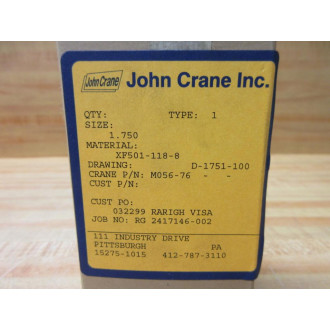 John Crane John Crane Inc.
QTY: TYPE: 1
SIZE:
1.750
MATERIAL:
XF501-118-8
DRAWING: D-1751-100
CRANE P/N: M056-76 - -
CUST P/N:
CUST PO:
032299 RARIGH VISA
JOB NO: RG 2417146-002
111 INDUSTRY DRIVE
PITTSBURGH PA
15275-1015 412-787-3110